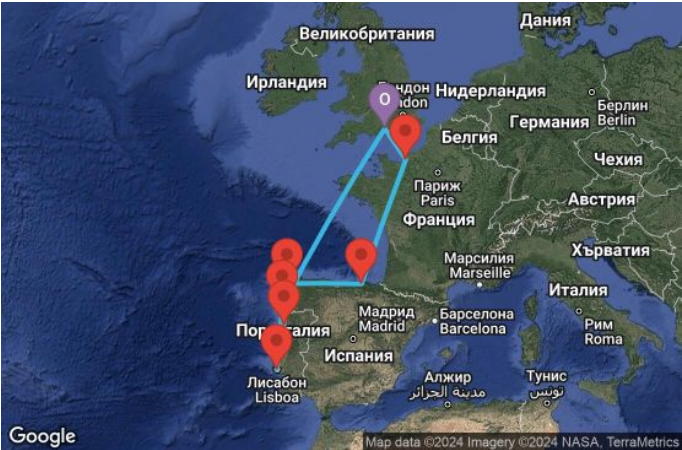 Великобритания
Дания
Ирландия
ндон
don
Нидерландия
Берлин
Berlin
Германия
Белгия
Чехия
Париж
Paris
Австрия
Франция
Хърватия
Марсилия
Marseille
Италия
Португалия
Мадрид
Madrid
Барселона
Barcelona
Рим
Roma
Испания
Лисабон
Lisboa
Алжир
مدينة الجزائر
Тунис
تونس
Google
Map data ©2024 Imagery ©2024 NASA, TerraMetrics
O